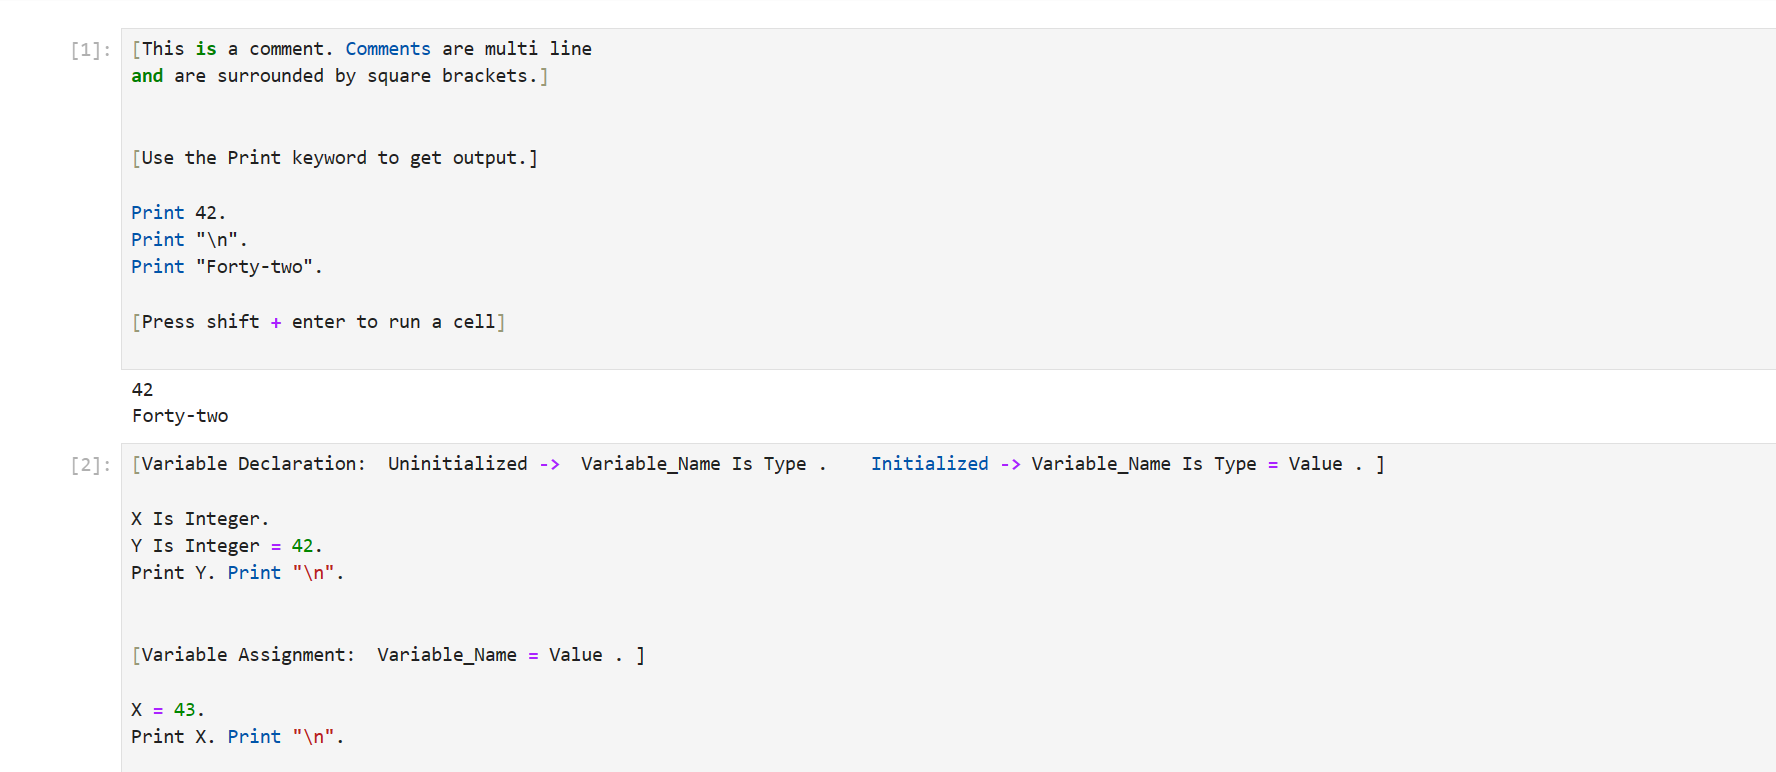 [1]:
[This is a comment. Comments are multi line
and are surrounded by square brackets.]
[Use the Print keyword to get output.]
Print 42.
Print "\n".
Print "Forty-two".
[Press shift + enter to run a cell]
42
Forty-two
[2]:
[Variable Declaration:  Uninitialized ->  Variable_Name Is Type .    Initialized -> Variable_Name Is Type = Value . ]
X Is Integer.
Y Is Integer = 42.
Print Y. Print "\n".
[Variable Assignment:  Variable_Name = Value . ]
X = 43.
Print X. Print "\n".